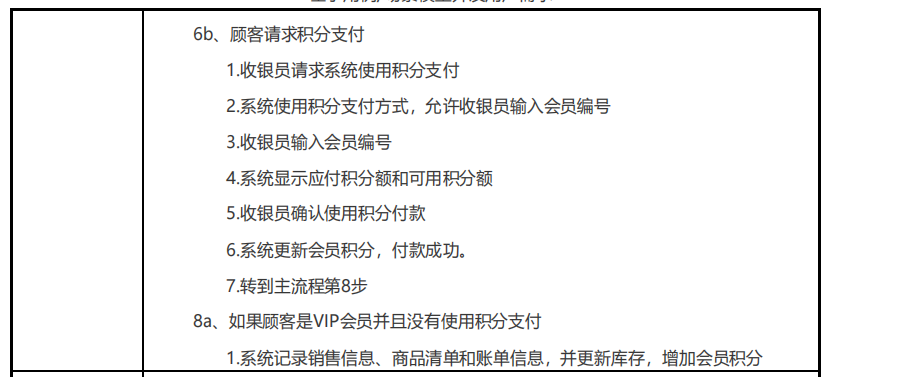 6b、顾客请求积分支付
1.收银员请求系统使用积分支付
2.系统使用积分支付方式，允许收银员输入会员编号
3.收银员输入会员编号
4.系统显示应付积分额和可用积分额
5.收银员确认使用积分付款
6.系统更新会员积分，付款成功。
7.转到主流程第8步
8a、如果顾客是VIP会员并且没有使用积分支付
1.系统记录销售信息、商品清单和账单信息，并更新库存，增加会员积分